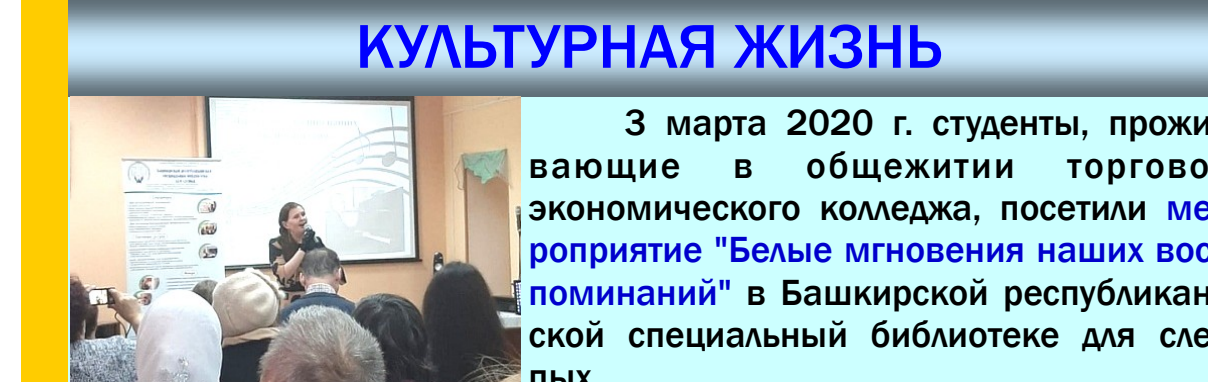 КУЛЬТУРНАЯ ЖИЗНЬ
3 марта 2020 г. студенты, прожи
вающие в общежитии торгово
экономического колледжа, посетили ме
роприятие "Белые мгновения наших вос
поминаний" в Башкирской республикан
ской специальный библиотеке для сле
пых